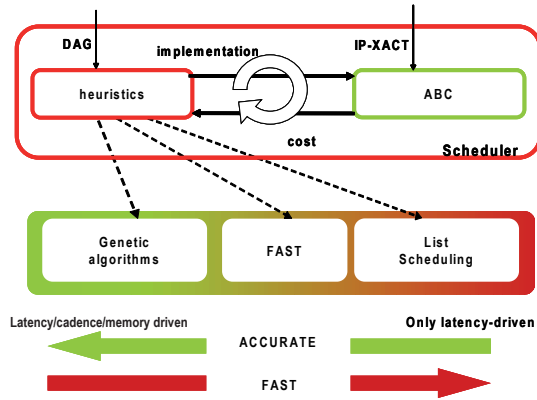 DAG
IP-XACT
implementation
heuristics
ABC
cost
Scheduler
Genetic
algorithms
FAST
List
Scheduling
Latency/cadence/memory driven
Only latency-driven
ACCURATE
FAST